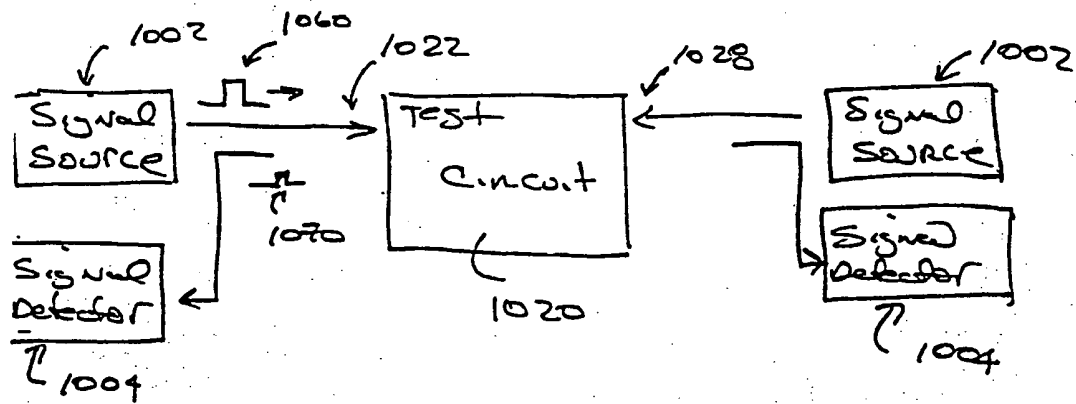 1002
1060
1022
1028
1002
Signal
Source
Test
Circuit
Signal
Source
1070
Signal
Detector
1020
Signal
Detector
1004
1004